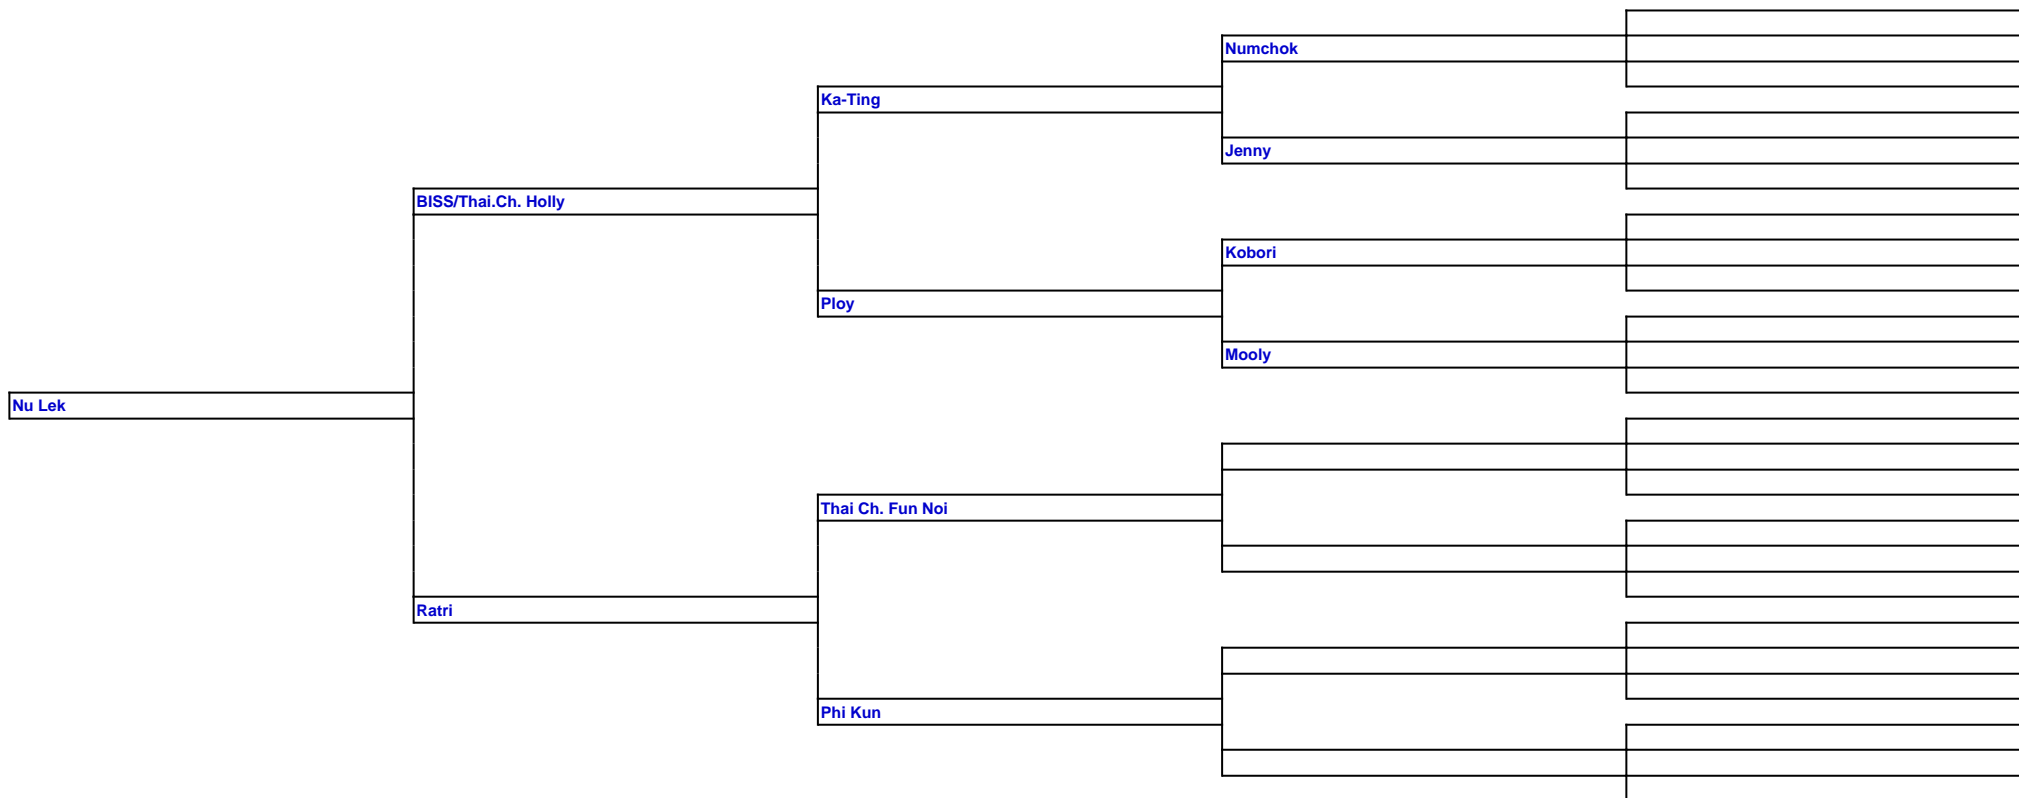 Numchok
Ka-Ting
Jenny
BISS/Thai.Ch. Holly
Kobori
Ploy
Mooly
Nu Lek
Thai Ch. Fun Noi
Ratri
Phi Kun